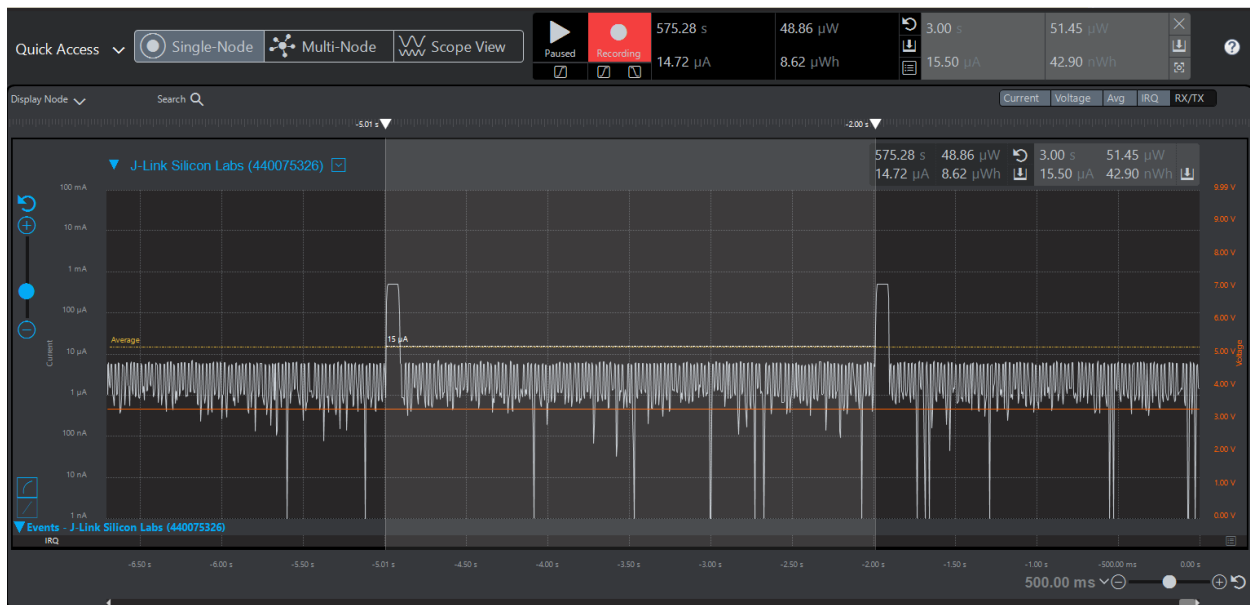 Quick Access
Single-Node
Multi-Node
Scope View
Paused
Recording
575.28 s 48.86 µW
14.72 µA 8.62 µWh
3.00 s 51.45 µW
15.50 µA 42.90 nWh
?
Display Node
Search
Current Voltage Avg IRQ RX/TX
-5.01 s
-2.00 s
J-Link Silicon Labs (440075326)
575.28 s 48.86 µW 3.00 s 51.45 µW
14.72 µA 8.62 µWh 15.50 µA 42.90 nWh
100 mA
10 mA
1 mA
100 µA
10 µA
1 µA
100 nA
10 nA
1 nA
Current
Average
15 µA
9.99 V
9.00 V
8.00 V
7.00 V
6.00 V
5.00 V
4.00 V
3.00 V
2.00 V
1.00 V
0.00 V
Voltage
Events - J-Link Silicon Labs (440075326)
IRQ
-6.50 s -6.00 s -5.50 s -5.01 s -4.50 s -4.00 s -3.50 s -3.00 s -2.50 s -2.00 s -1.50 s -1.00 s -500.00 ms 0.00 s
500.00 ms